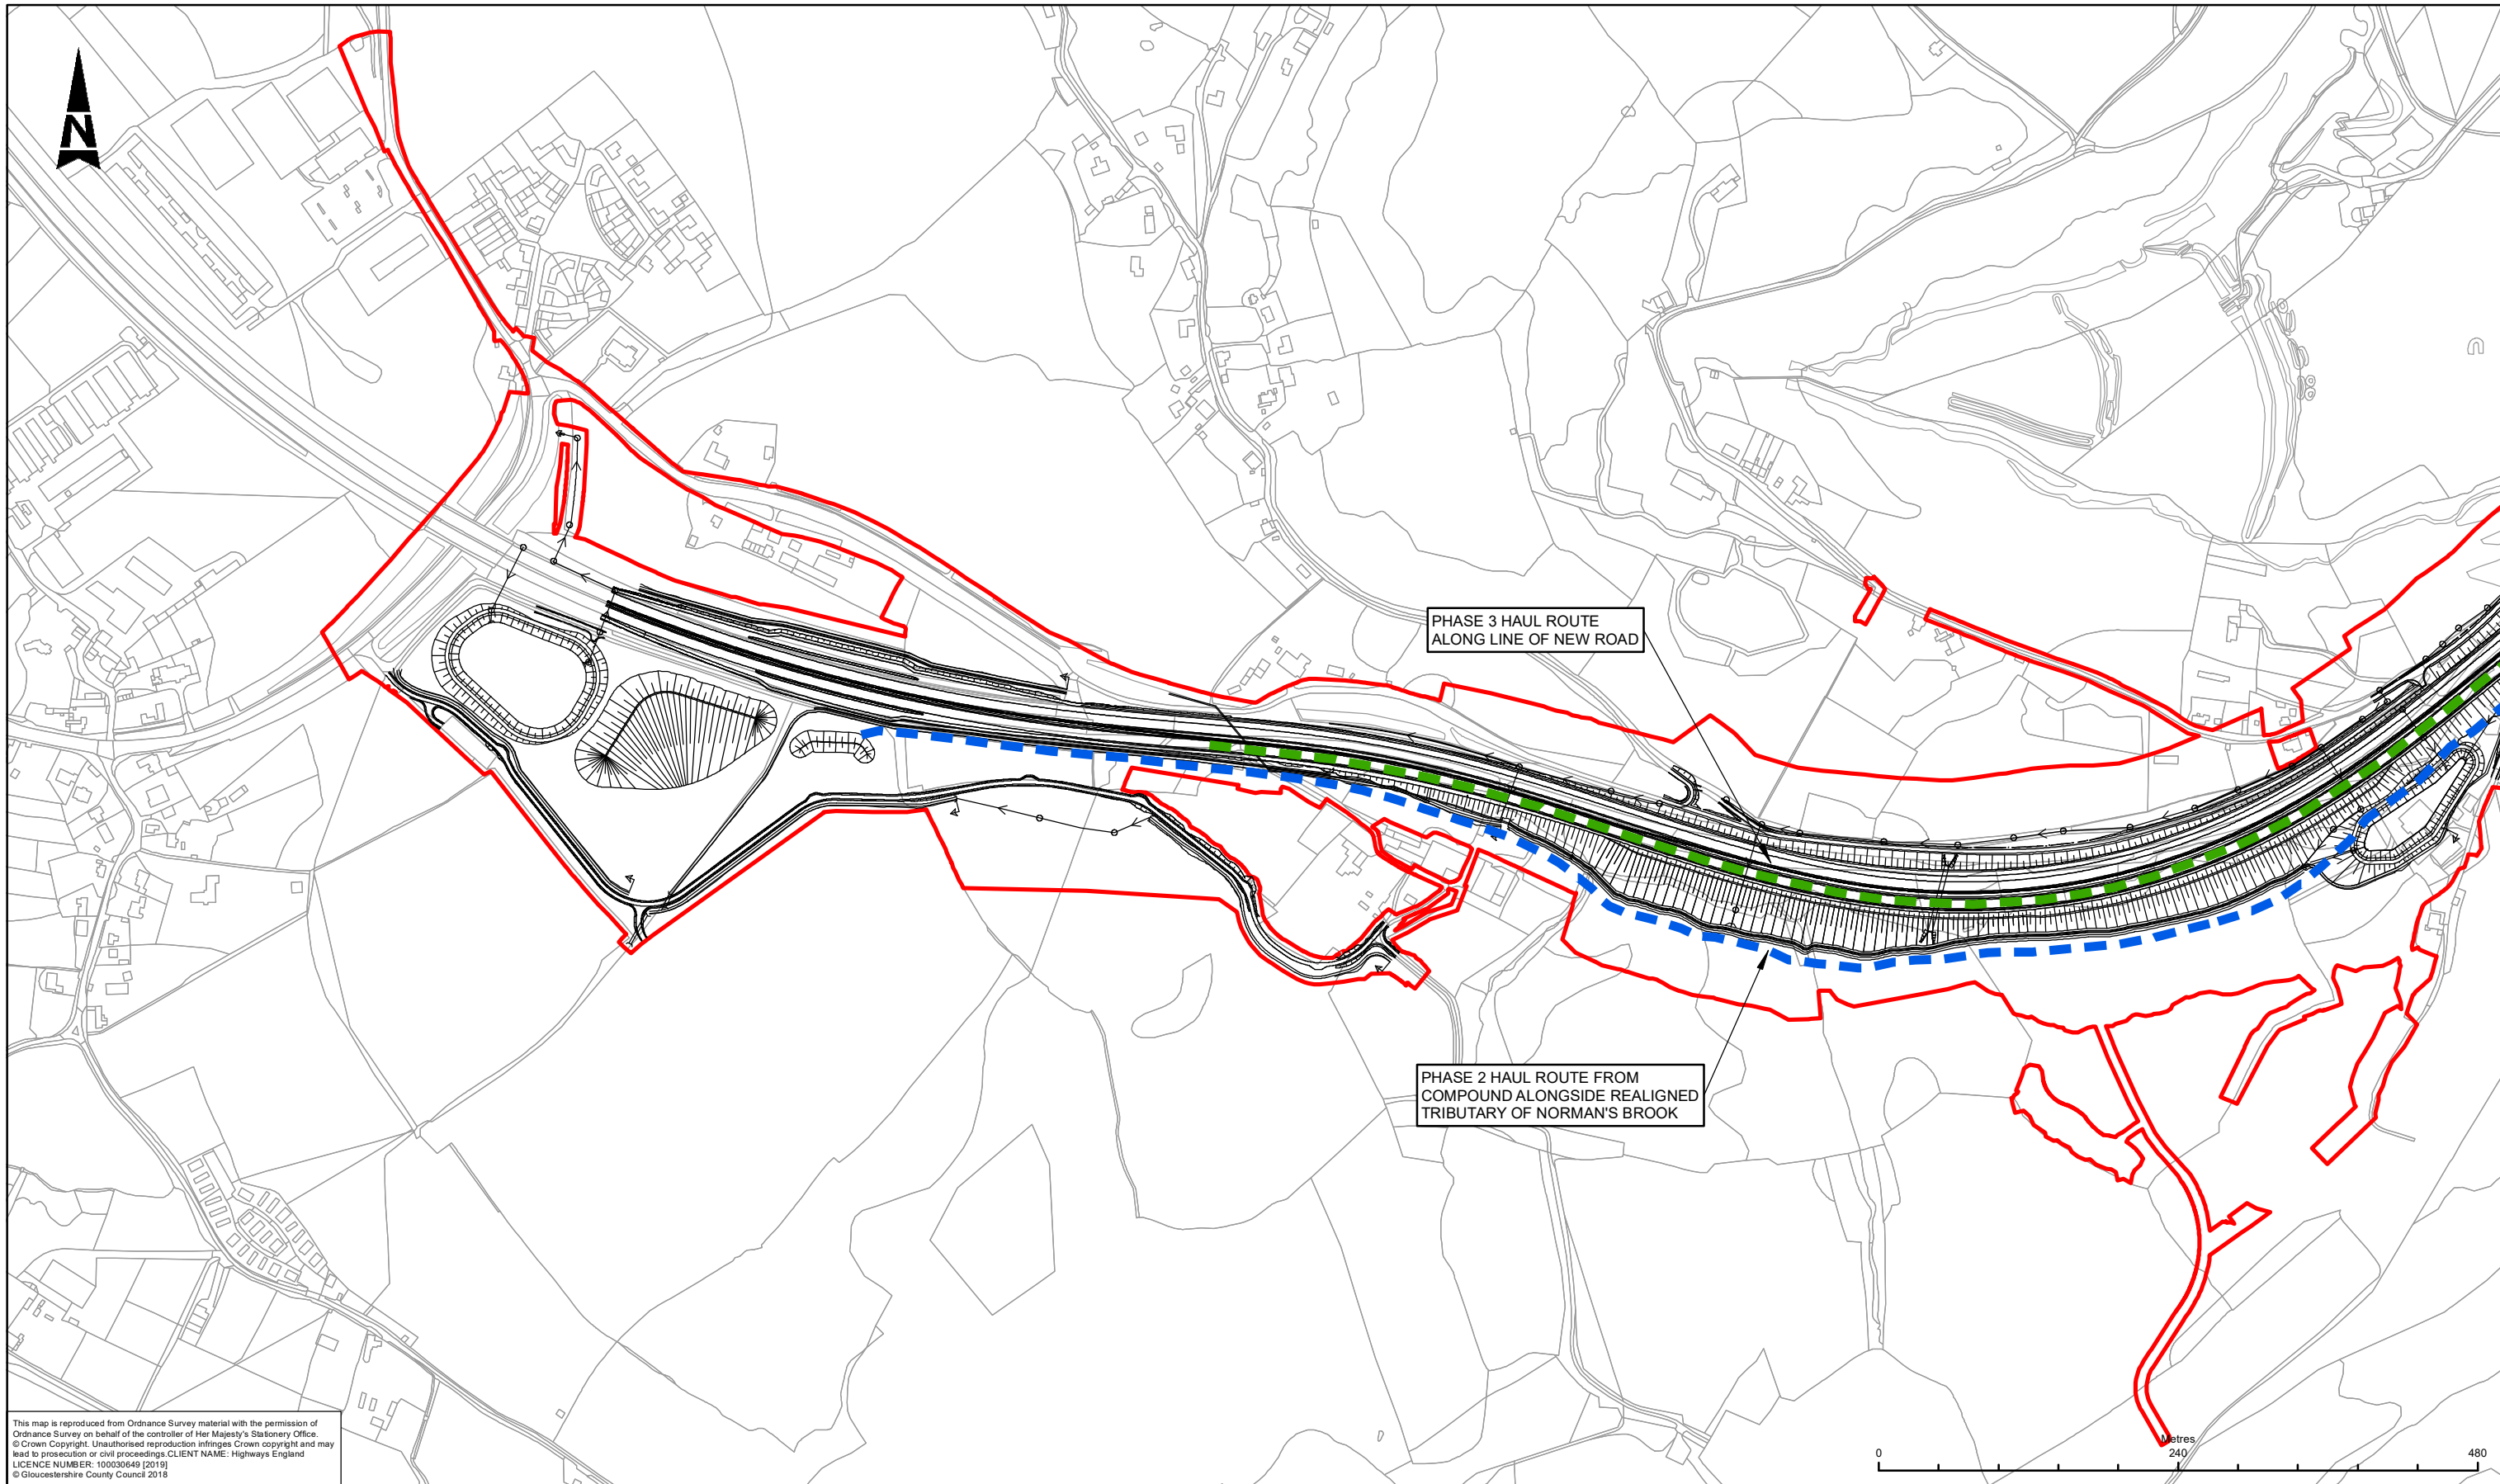 N
PHASE 3 HAUL ROUTE
ALONG LINE OF NEW ROAD
PHASE 2 HAUL ROUTE FROM
COMPOUND ALONGSIDE REALIGNED
TRIBUTARY OF NORMAN'S BROOK
This map is reproduced from Ordnance Survey material with the permission of
Ordnance Survey on behalf of the controller of Her Majesty's Stationery Office.
© Crown Copyright. Unauthorised reproduction infringes Crown copyright and may
lead to prosecution or civil proceedings.CLIENT NAME: Highways England
LICENCE NUMBER: 100030649 [2019]
© Gloucestershire County Council 2018
Metres
0 240 480